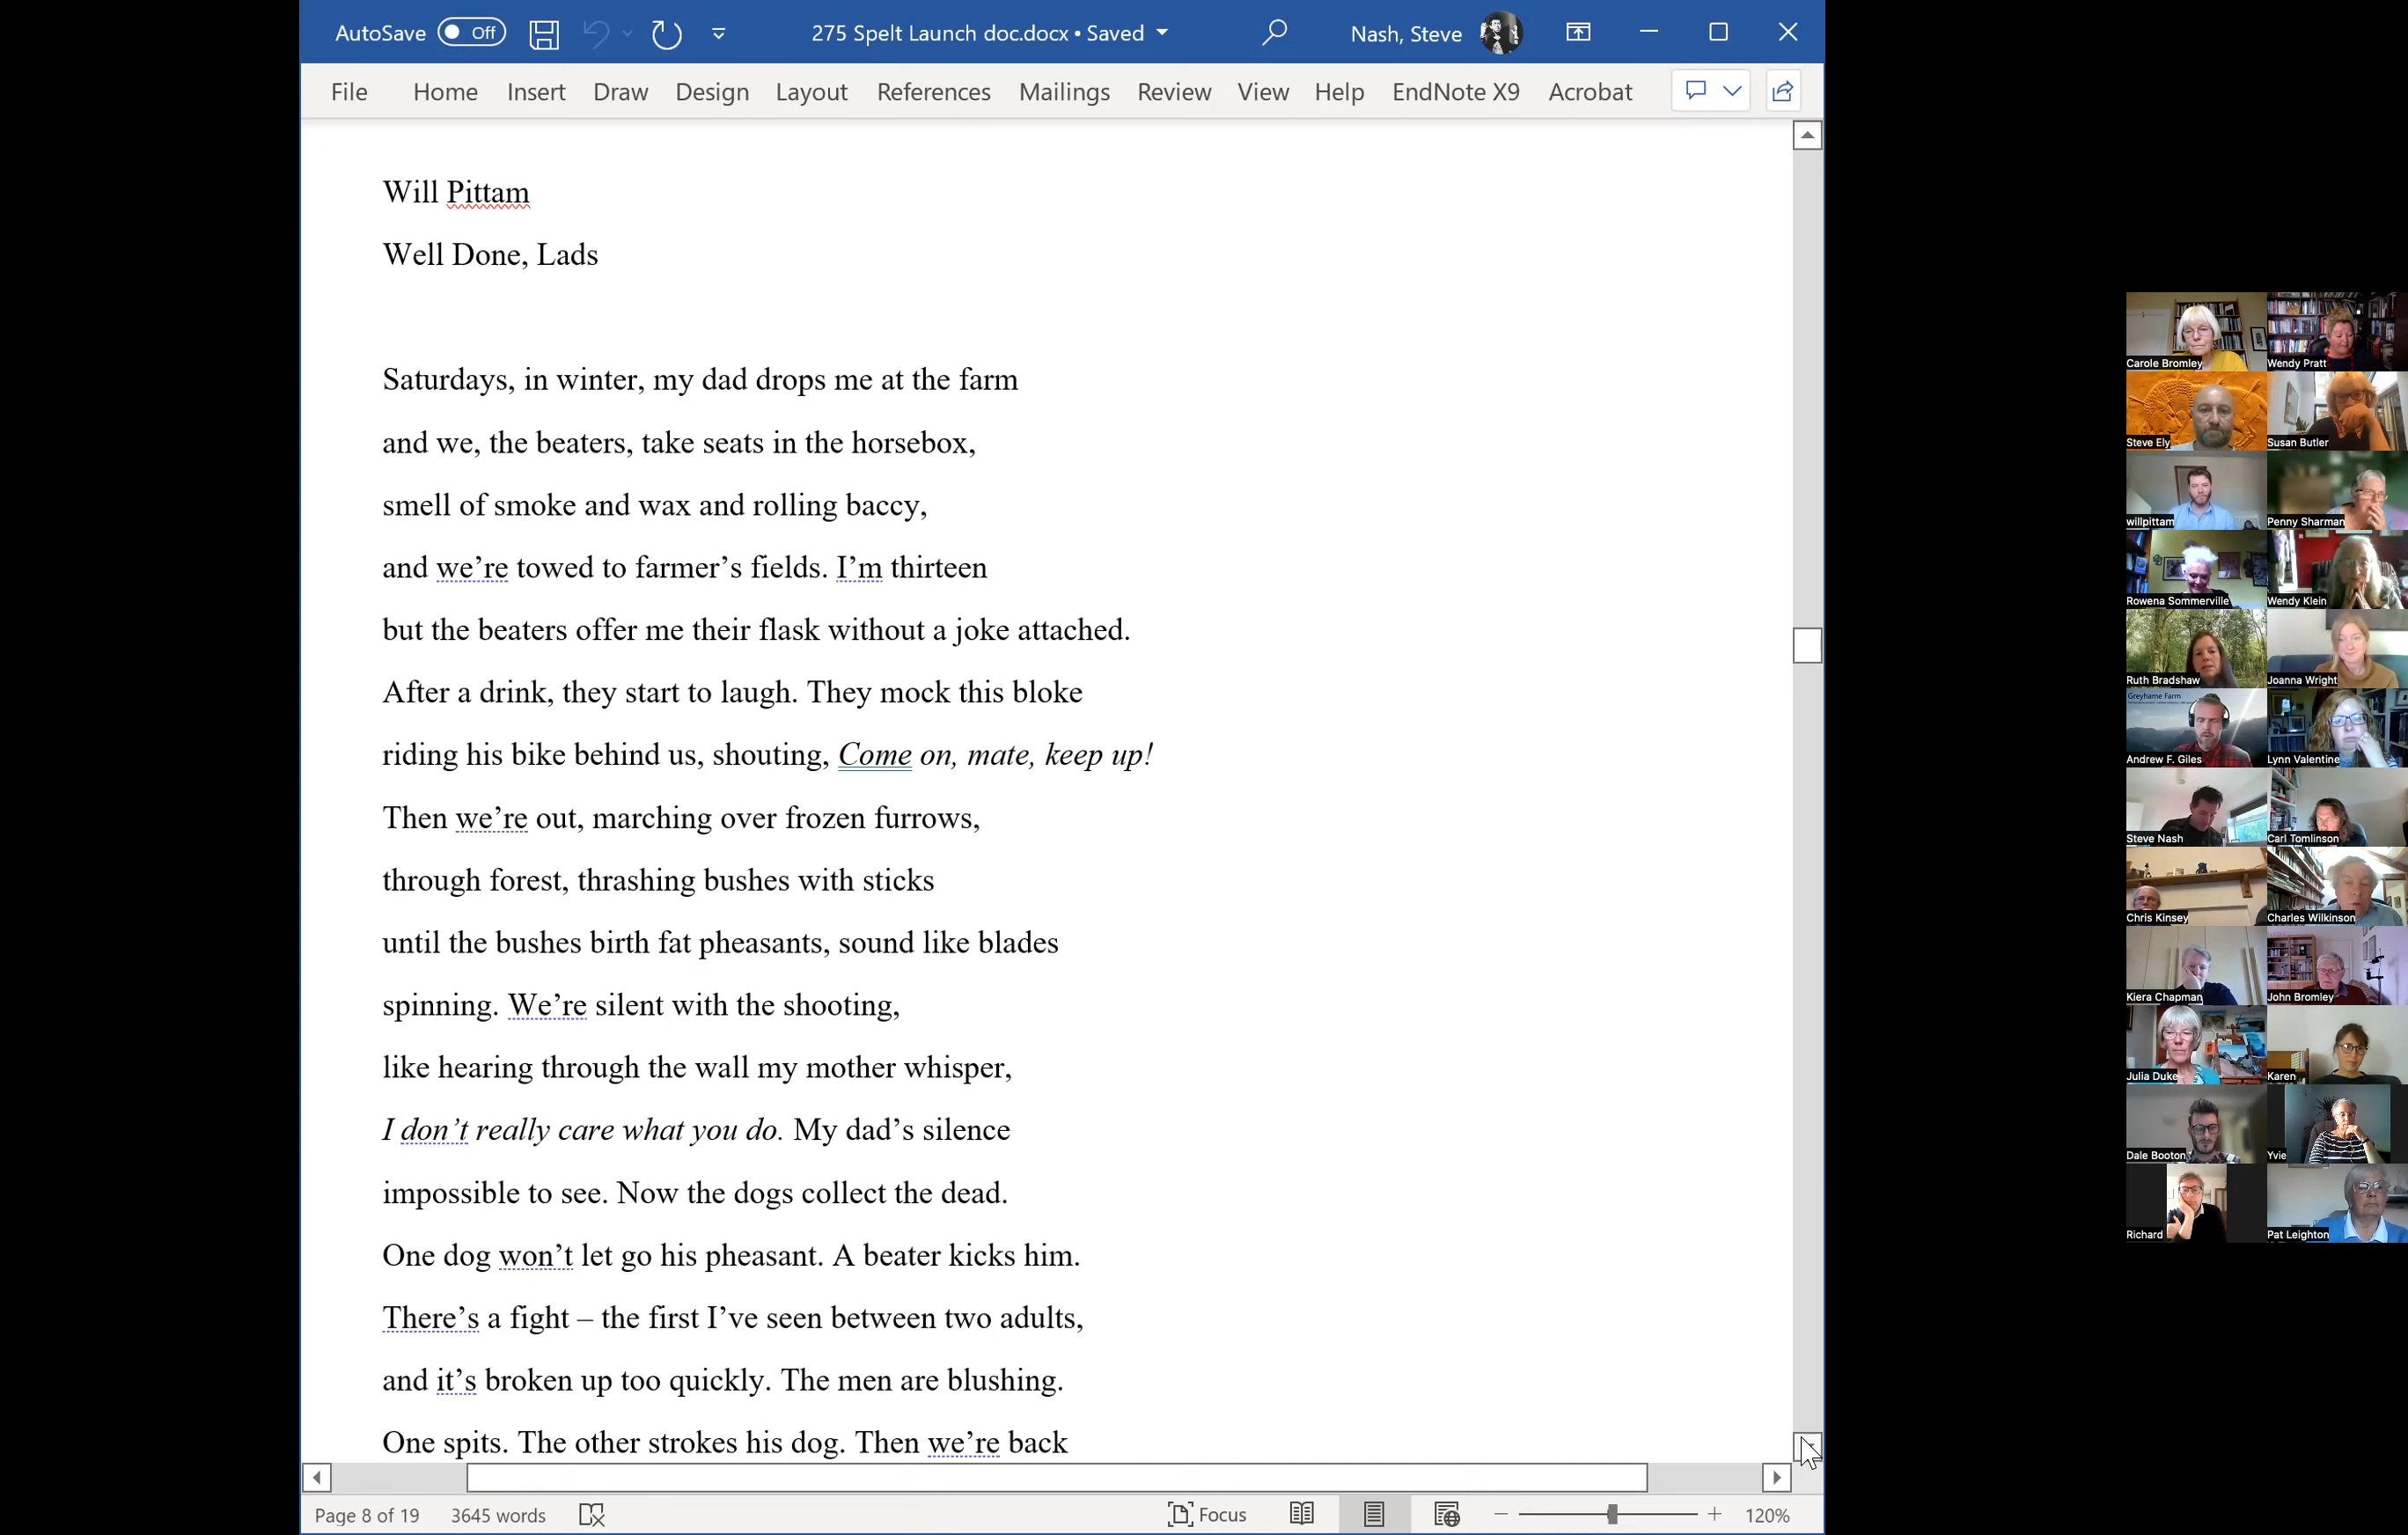 AutoSave Off 275 Spelt Launch doc.docx • Saved Nash, Steve
File Home Insert Draw Design Layout References Mailings Review View Help EndNote X9 Acrobat
Will Pittam
Well Done, Lads
Saturdays, in winter, my dad drops me at the farm
and we, the beaters, take seats in the horsebox,
smell of smoke and wax and rolling baccy,
and we’re towed to farmer’s fields. I’m thirteen
but the beaters offer me their flask without a joke attached.
After a drink, they start to laugh. They mock this bloke
riding his bike behind us, shouting, Come on, mate, keep up!
Then we’re out, marching over frozen furrows,
through forest, thrashing bushes with sticks
until the bushes birth fat pheasants, sound like blades
spinning. We’re silent with the shooting,
like hearing through the wall my mother whisper,
I don’t really care what you do. My dad’s silence
impossible to see. Now the dogs collect the dead.
One dog won’t let go his pheasant. A beater kicks him.
There’s a fight – the first I’ve seen between two adults,
and it’s broken up too quickly. The men are blushing.
One spits. The other strokes his dog. Then we’re back
Page 8 of 19 3645 words Focus 120%
Carole Bromley Wendy Pratt
Steve Ely Susan Butler
willpittam Penny Sharman
Rowena Sommerville Wendy Klein
Ruth Bradshaw Joanna Wright
Greyhame Farm
Andrew F. Giles Lynn Valentine
Steve Nash Carl Tomlinson
Chris Kinsey Charles Wilkinson
Kiera Chapman John Bromley
Julia Duke Karen
Dale Booton Yvie
Richard Pat Leighton